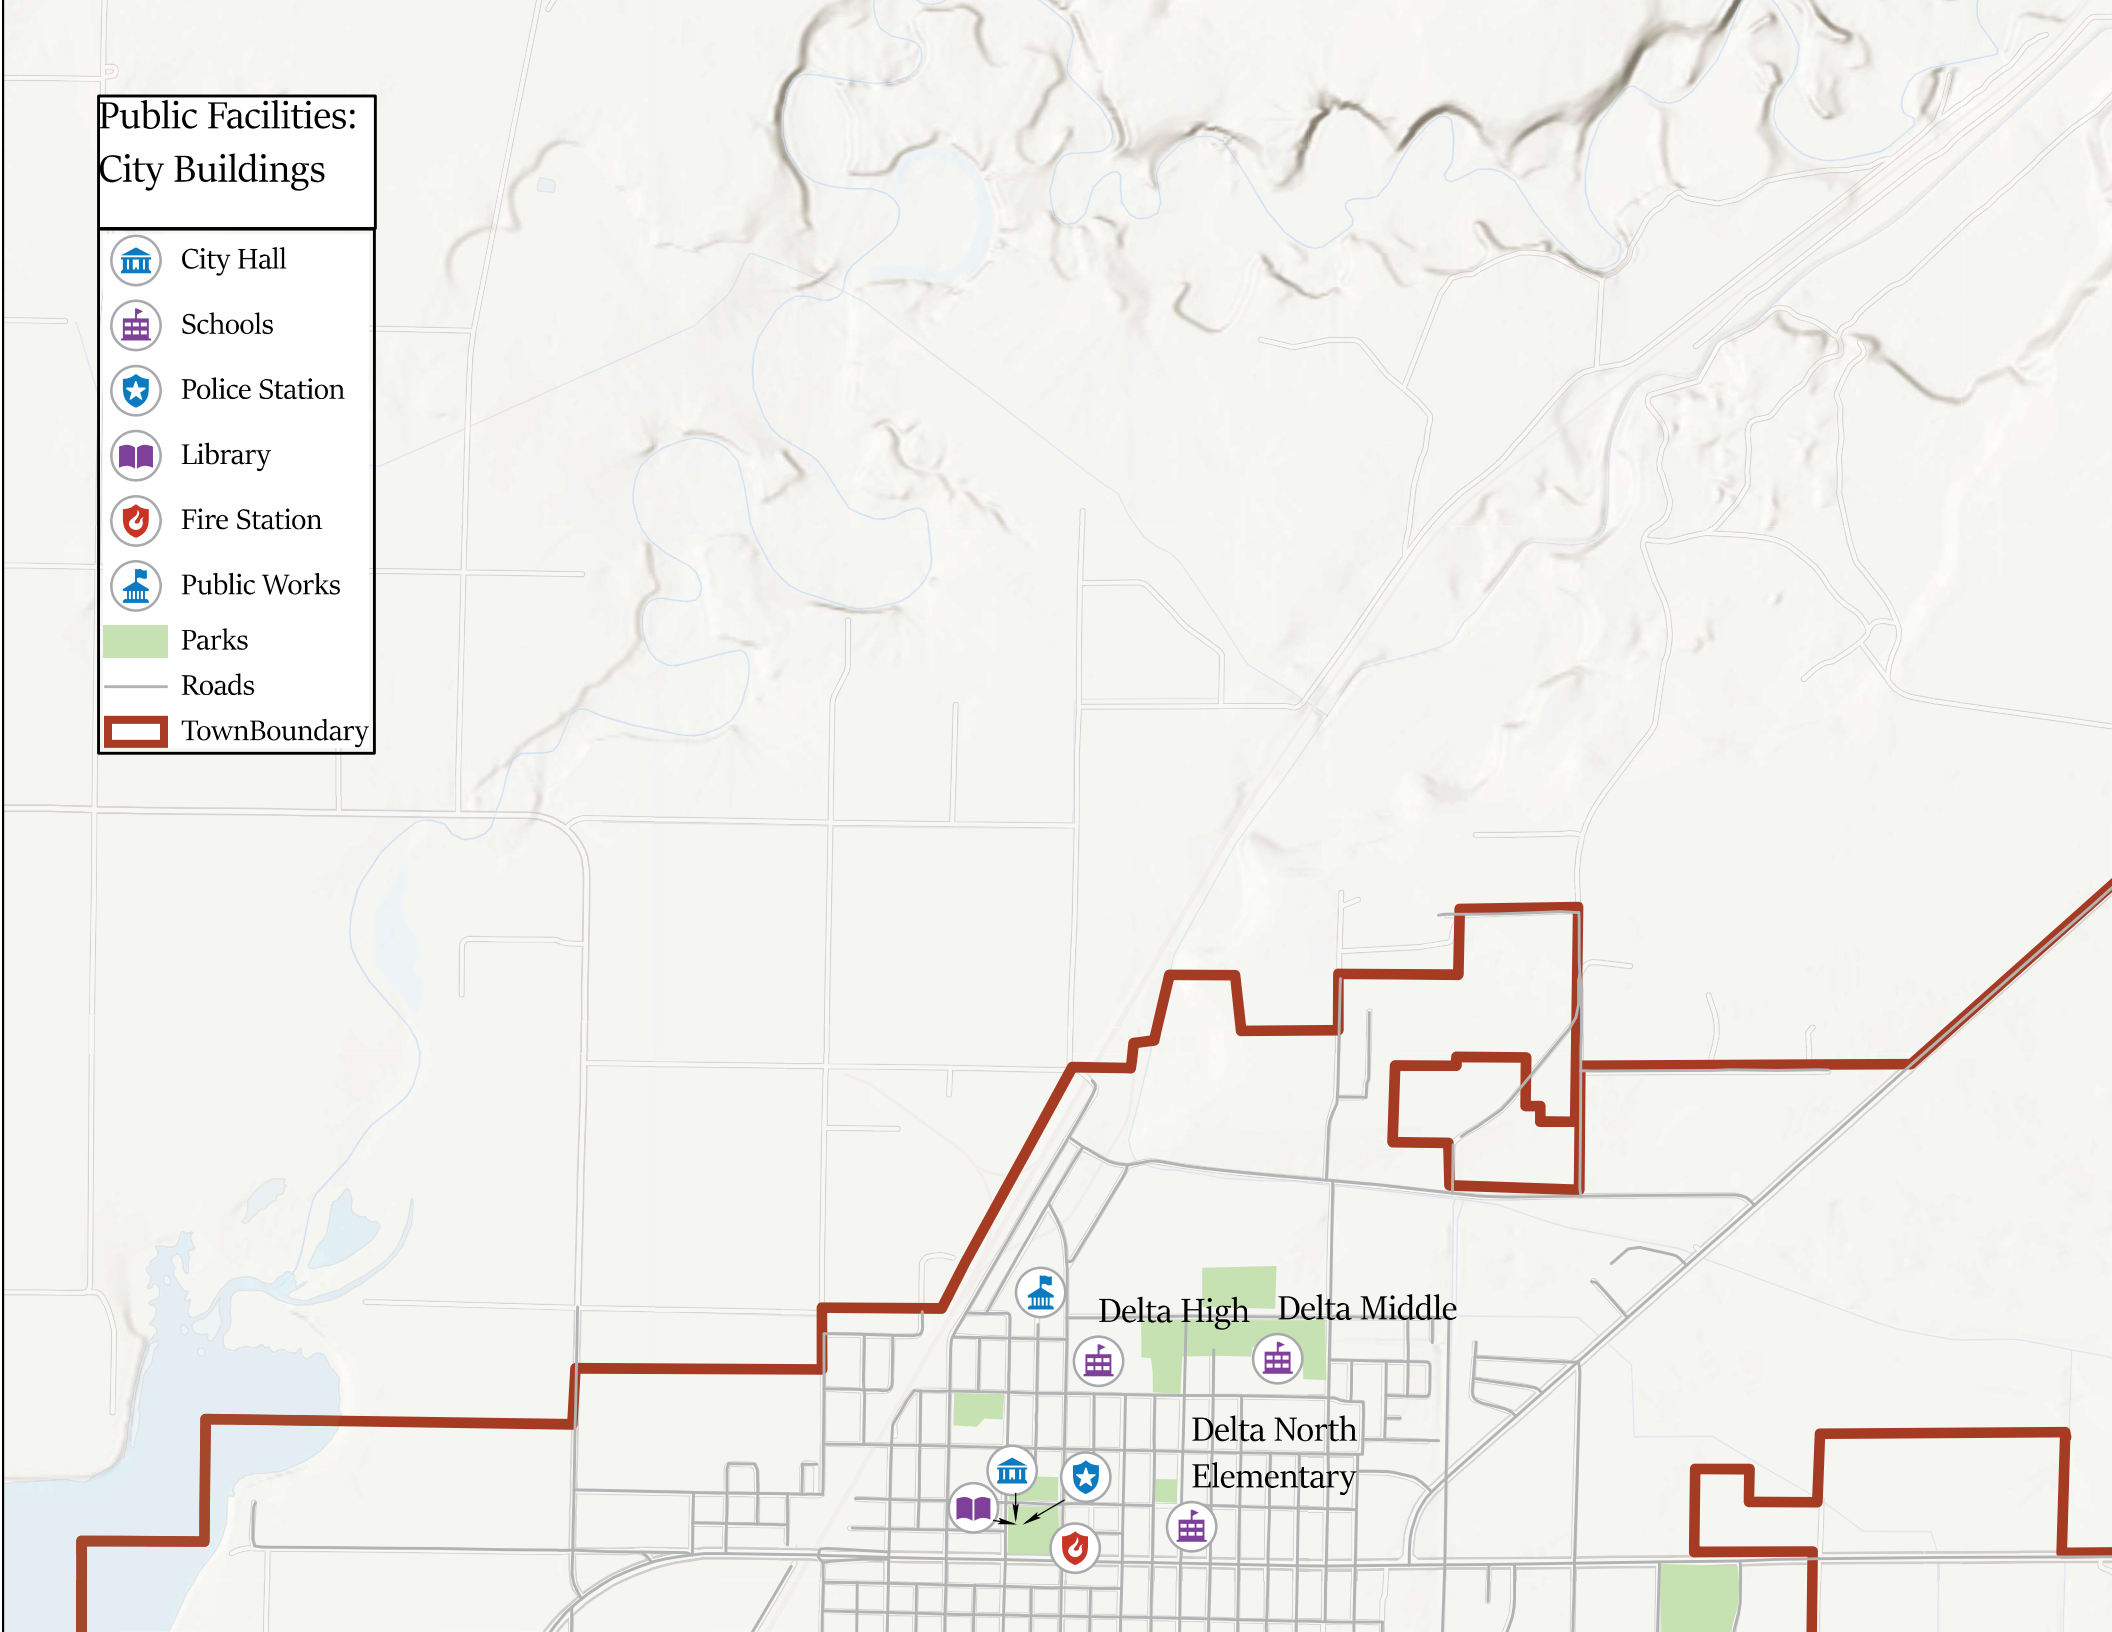 Public Facilities:
City Buildings
City Hall
Schools
Police Station
Library
Fire Station
Public Works
Parks
Roads
TownBoundary
Delta High
Delta Middle
Delta North
Elementary